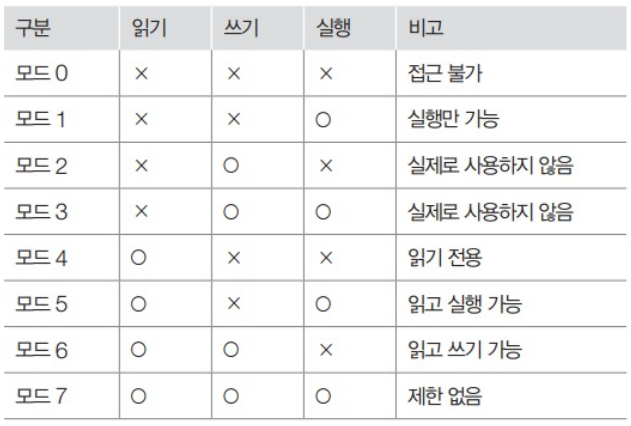 구분 읽기 쓰기 실행 비고
모드 0 × × × 접근 불가
모드 1 × × ○ 실행만 가능
모드 2 × ○ × 실제로 사용하지 않음
모드 3 × ○ ○ 실제로 사용하지 않음
모드 4 ○ × × 읽기 전용
모드 5 ○ × ○ 읽고 실행 가능
모드 6 ○ ○ × 읽고 쓰기 가능
모드 7 ○ ○ ○ 제한 없음